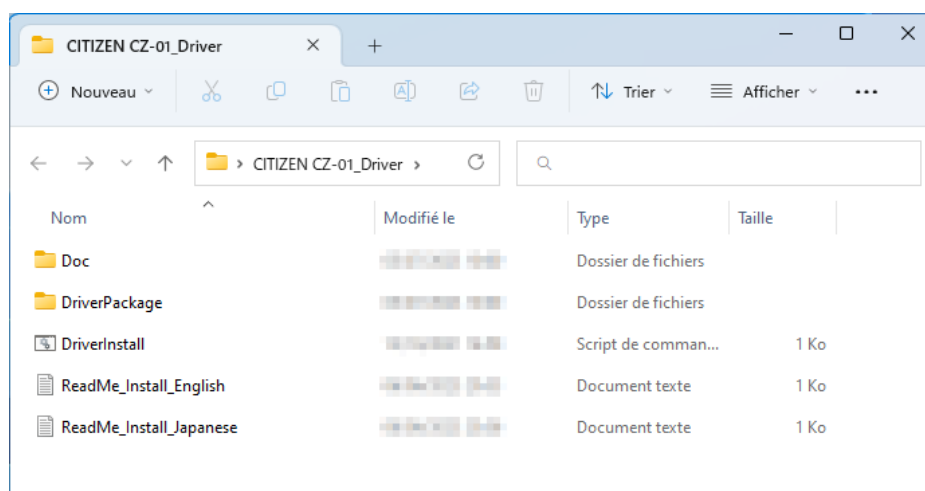 CITIZEN CZ-01_Driver
Nouveau Trier Afficher
CITIZEN CZ-01_Driver
Nom Modifié le Type Taille
Doc Dossier de fichiers
DriverPackage Dossier de fichiers
DriverInstall Script de comman... 1 Ko
ReadMe_Install_English Document texte 1 Ko
ReadMe_Install_Japanese Document texte 1 Ko